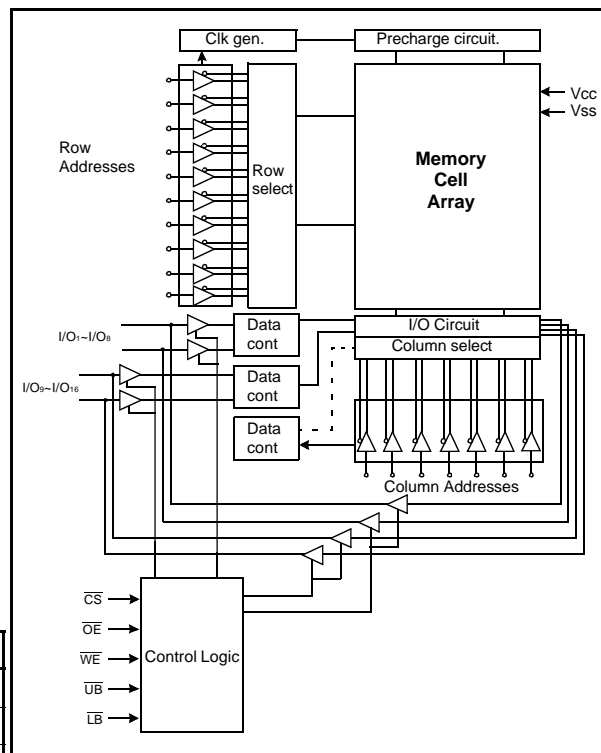 Clk gen.
Precharge circuit.
Vcc
Vss
Row
Addresses
Row
select
Memory
Cell
Array
I/O1~I/O8
Data
cont
I/O Circuit
Column select
I/O9~I/O16
Data
cont
Data
cont
Column Addresses
CS
OE
WE
UB
LB
Control Logic